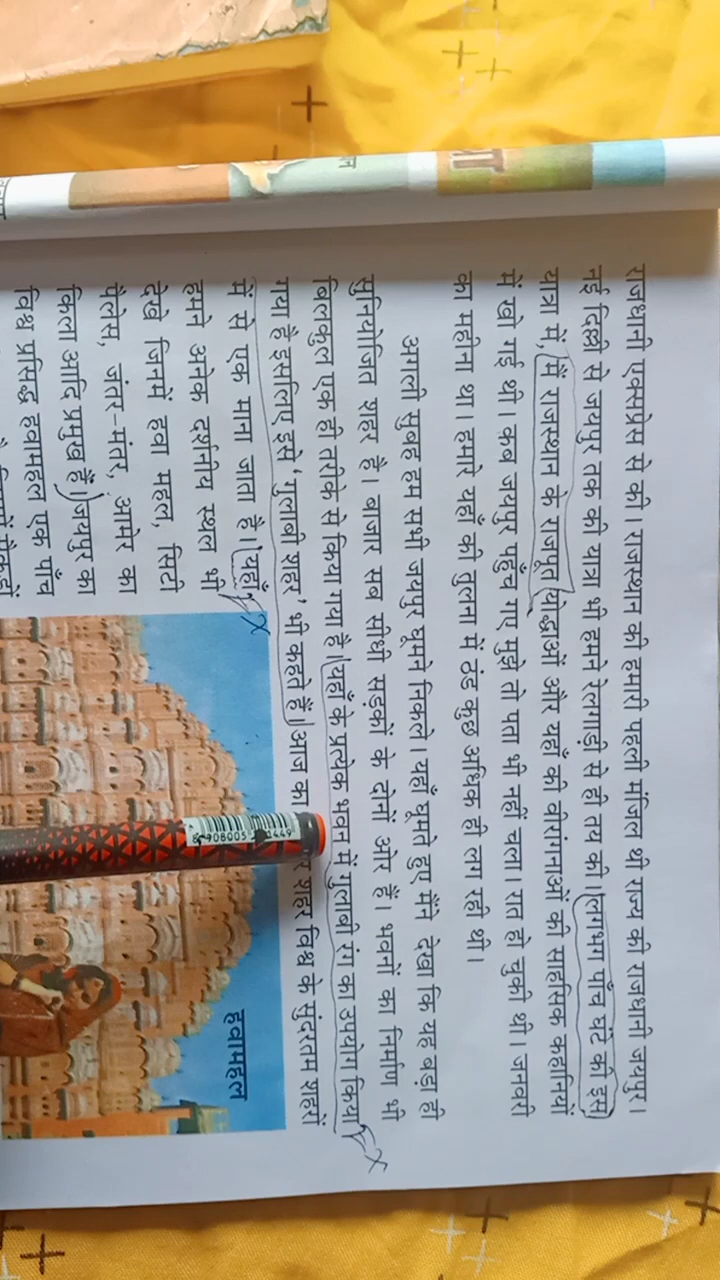 राजधानी एक्सप्रेस से की। राजस्थान की हमारी पहली मंजिल थी राज्य की राजधानी जयपुर।
नई दिल्ली से जयपुर तक की यात्रा भी हमने रेलगाड़ी से ही तय की। लगभग पाँच घंटे की इस
यात्रा में, मैं राजस्थान के राजपूत योद्धाओं और यहाँ की वीरांगनाओं की साहसिक कहानियों
में खो गई थी। कब जयपुर पहुँच गए मुझे तो पता भी नहीं चला। रात हो चुकी थी। जनवरी
का महीना था। हमारे यहाँ की तुलना में ठंड कुछ अधिक ही लग रही थी।
अगली सुबह हम सभी जयपुर घूमने निकले। यहाँ घूमते हुए मैंने देखा कि यह बड़ा ही
सुनियोजित शहर है। बाजार सब सीधी सड़कों के दोनों ओर हैं। भवनों का निर्माण भी
बिलकुल एक ही तरीके से किया गया है। यहाँ के प्रत्येक भवन में गुलाबी रंग का उपयोग किया
गया है इसलिए इसे 'गुलाबी शहर' भी कहते हैं। आज का शहर विश्व के सुंदरतम शहरों
में से एक माना जाता है। यहाँ
हमने अनेक दर्शनीय स्थल भी
देखे जिनमें हवा महल, सिटी
पैलेस, जंतर-मंतर, आमेर का
किला आदि प्रमुख हैं। जयपुर का
विश्व प्रसिद्ध हवामहल एक पाँच
हवामहल